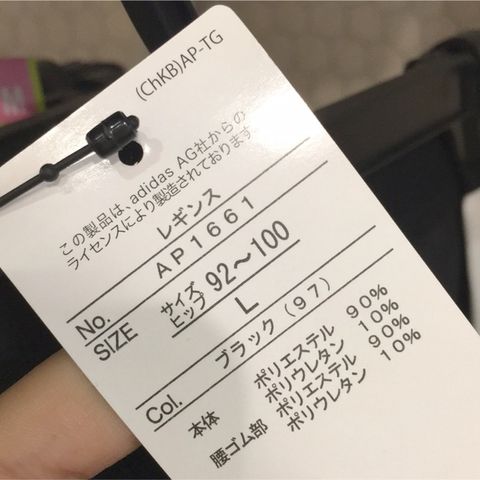 (ChKB)AP-TG
この製品は、adidas AG社からの
ライセンスにより製造されております。
レギンス
No. AP1661
SIZE サイズ ヒップ 92〜100
L
Col. ブラック(97)
本体 ポリエステル 90%
ポリウレタン 10%
腰ゴム部 ポリエステル 90%
ポリウレタン 10%
M